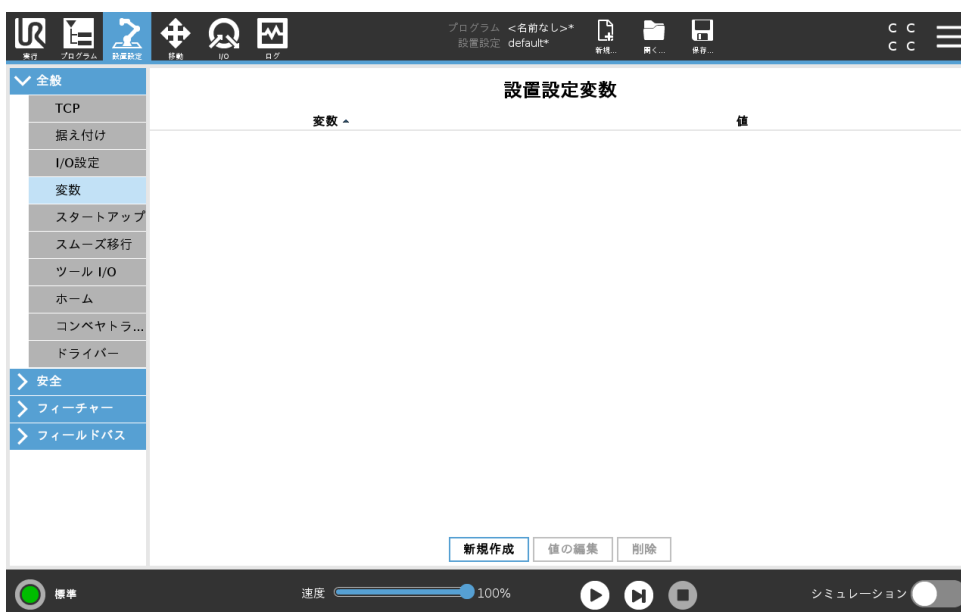 UR
実行
プログラム
設置設定
移動
I/O
ログ
プログラム <名前なし>*
設置設定 default*
新規...
開く...
保存...
C C
C C
全般
TCP
据え付け
I/O設定
変数
スタートアップ
スムーズ移行
ツール I/O
ホーム
コンベヤトラ...
ドライバー
安全
フィーチャー
フィールドバス
設置設定変数
変数
値
新規作成
値の編集
削除
標準
速度
100%
シミュレーション